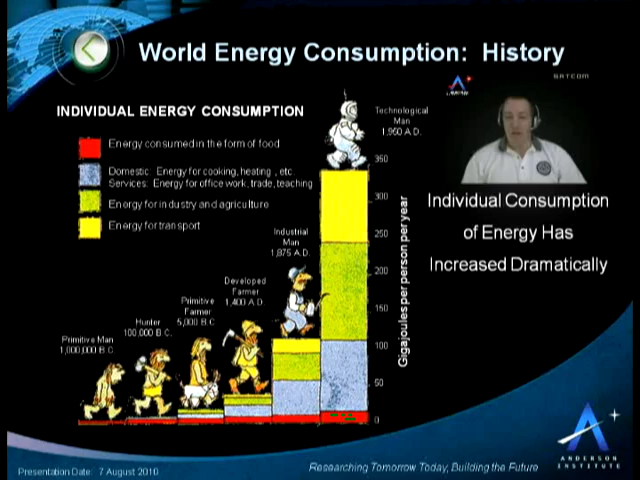 World Energy Consumption: History
SATCOM
INDIVIDUAL ENERGY CONSUMPTION
Energy consumed in the form of food
Domestic: Energy for cooking, heating , etc.
Services: Energy for office work, trade, teaching
Energy for industry and agriculture
Energy for transport
Primitive Man
1,000,000 B.C.
Hunter
100,000 B.C.
Primitive
Farmer
5,000 B.C
Developed
Farmer
1,400 A.D.
Industrial
Man
1,875 A.D.
Technological
Man
1,950 A.D.
350
300
250
200
150
100
50
0
Gigajoules per person per year
Individual Consumption
of Energy Has
Increased Dramatically
Presentation Date: 7 August 2010
Researching Tomorrow Today, Building the Future
ANDERSON
INSTITUTE